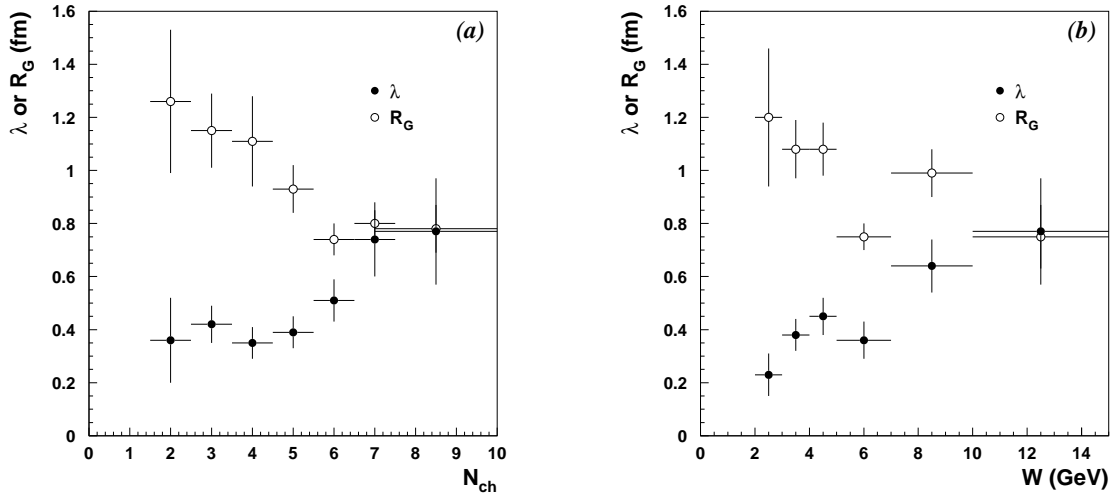 λ or R_G (fm)
1.6
1.4
1.2
1
0.8
0.6
0.4
0.2
0
(a)
λ
R_G
0 1 2 3 4 5 6 7 8 9 10
N_ch
λ or R_G (fm)
1.6
1.4
1.2
1
0.8
0.6
0.4
0.2
0
(b)
λ
R_G
0 2 4 6 8 10 12 14
W (GeV)